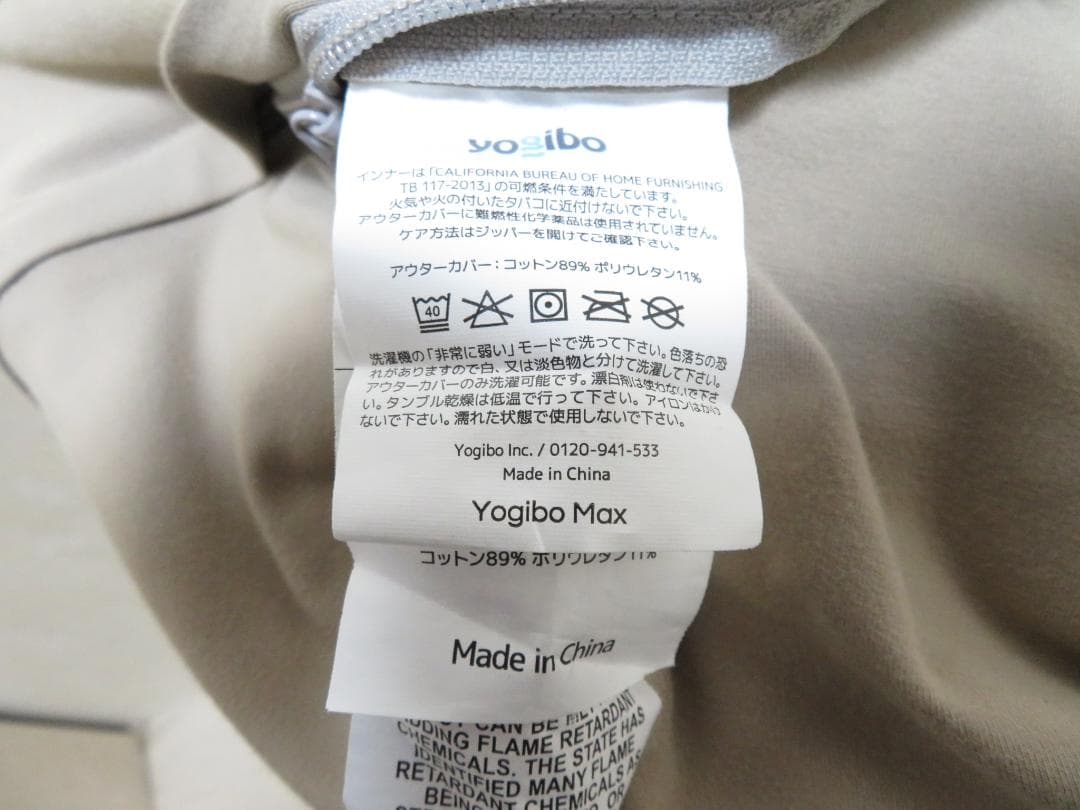 yogibo
インナーは「CALIFORNIA BUREAU OF HOME FURNISHING
TB 117-2013」の可燃条件を満たしています。
火気や火の付いたタバコに近付けないで下さい。
アウターカバーに難燃性化学薬品は使用されていません。
ケア方法はジッパーを開けてご確認下さい。
アウターカバー：コットン89% ポリウレタン11%
40
洗濯機の「非常に弱い」モードで洗って下さい。色落ちの恐
れがありますので白、又は淡色物と分けて洗濯して下さい。
アウターカバーのみ洗濯可能です。漂白剤は使わないで下さ
い。タンブル乾燥は低温で行って下さい。アイロンはかけ
ないで下さい。濡れた状態で使用しないで下さい。
Yogibo Inc. / 0120-941-533
Made in China
Yogibo Max
コットン89% ポリウレタン11%
Made in China
CAN BE
FLAME RETARDANT
CHEMICALS. THE STATE HAS
IDENTIFIED MANY FLAME
RETARDANT CHEMICALS AS
BEING
OR